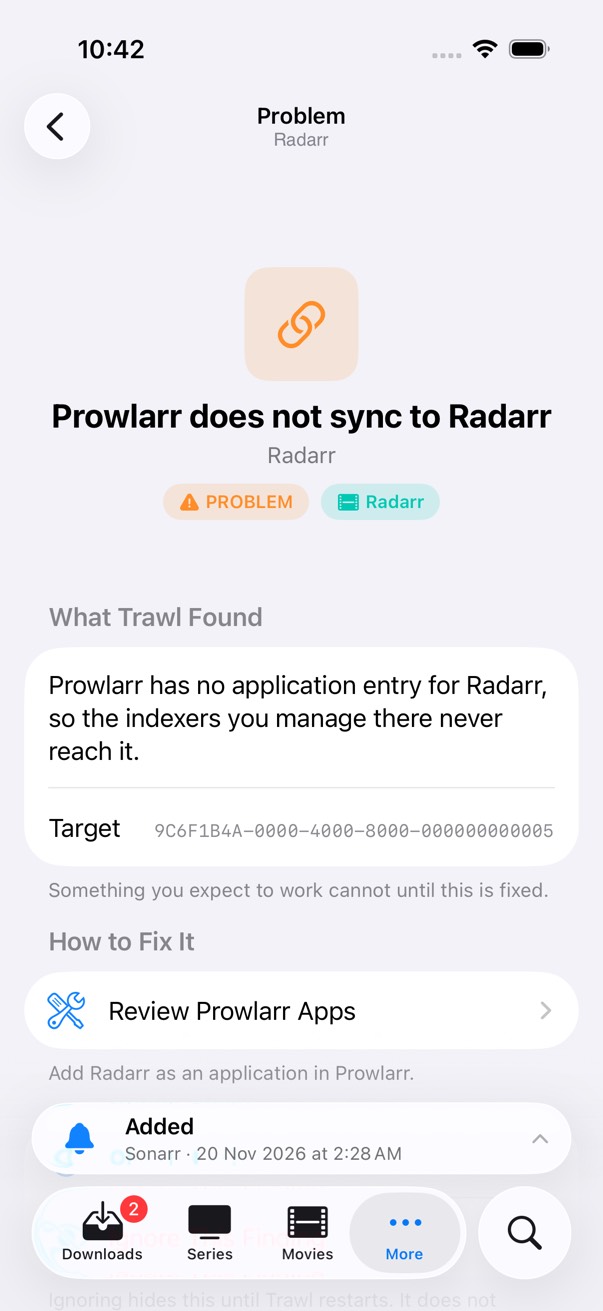 10:42
Problem
Radarr
Prowlarr does not sync to Radarr
Radarr
PROBLEM
Radarr
What Trawl Found
Prowlarr has no application entry for Radarr,
so the indexers you manage there never
reach it.
Target 9C6F1B4A-0000-4000-8000-000000000005
Something you expect to work cannot until this is fixed.
How to Fix It
Review Prowlarr Apps
Add Radarr as an application in Prowlarr.
Added
Sonarr · 20 Nov 2026 at 2:28 AM
2
Downloads
Series
Movies
More
Ignoring hides this until Trawl restarts. It does not